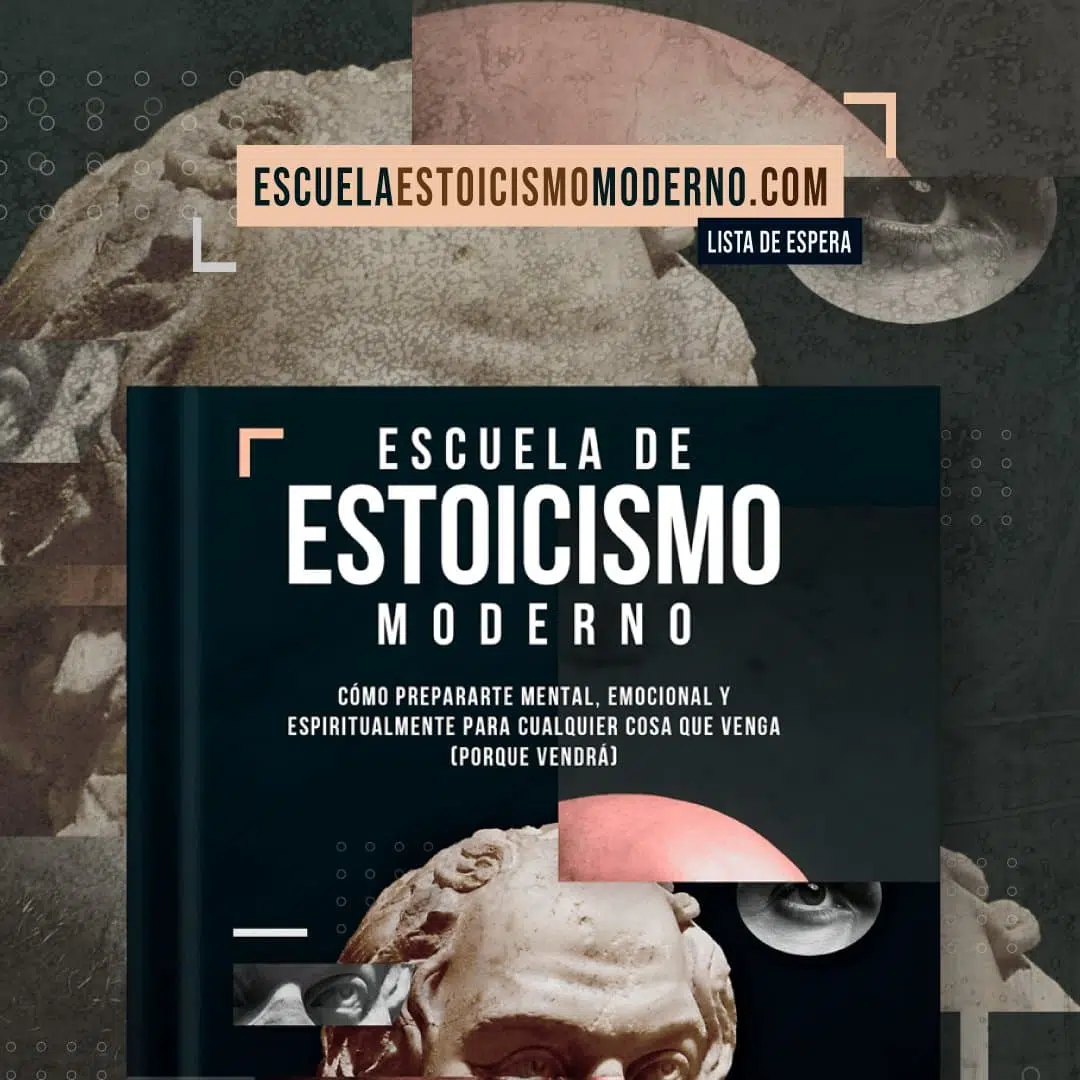 ESCUELAESTOICISMOMODERNO.COM
LISTA DE ESPERA
ESCUELA DE
ESTOICISMO
MODERNO
CÓMO PREPARARTE MENTAL, EMOCIONAL Y
ESPIRITUALMENTE PARA CUALQUIER COSA QUE VENGA
(PORQUE VENDRÁ)